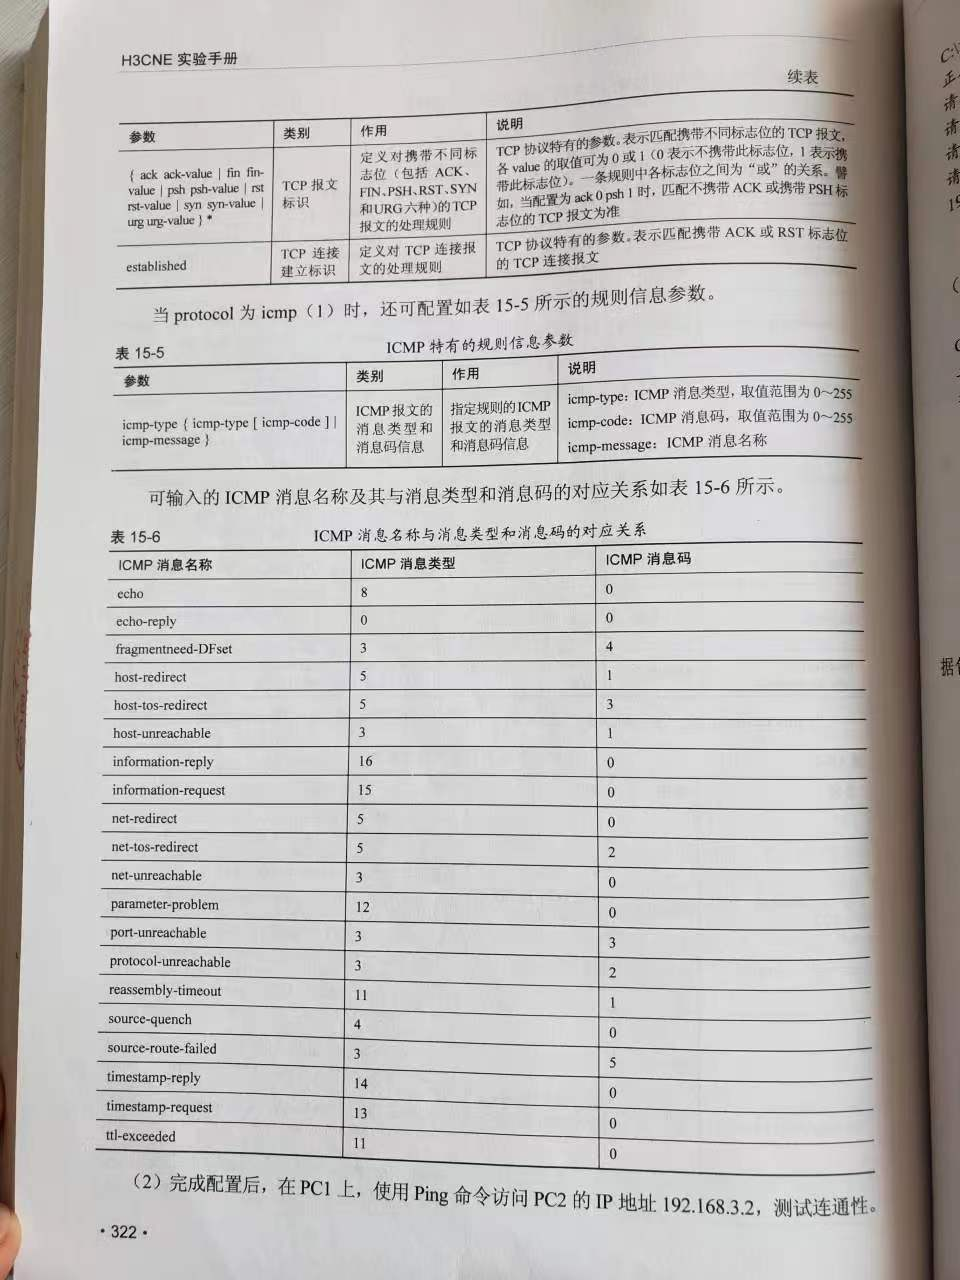 H3CNE 实验手册
续表
参数 类别 作用 说明
{ ack ack-value | fin fin-
value | psh psh-value | rst
rst-value | syn syn-value |
urg urg-value } *
TCP 报文
标识
定义对携带不同标
志位（包括 ACK、
FIN、PSH、RST、SYN
和URG 六种)的TCP
报文的处理规则
TCP 协议特有的参数。表示匹配携带不同标志位的 TCP 报文，
各 value 的取值可为 0 或 1（0 表示不携带此标志位，1 表示携
带此标志位）。一条规则中各标志位之间为“或”的关系。譬
如，当配置为 ack 0 psh 1 时，匹配不携带 ACK 或携带 PSH 标
志位的 TCP 报文为准
established
TCP 连接
建立标识
定义对 TCP 连接报
文的处理规则
TCP 协议特有的参数。表示匹配携带 ACK 或 RST 标志位
的 TCP 连接报文
当 protocol 为 icmp（1）时，还可配置如表 15-5 所示的规则信息参数。
表 15-5 ICMP 特有的规则信息参数
参数 类别 作用 说明
icmp-type { icmp-type [ icmp-code ] |
icmp-message }
ICMP 报文的
消息类型和
消息码信息
指定规则的ICMP
报文的消息类型
和消息码信息
icmp-type：ICMP 消息类型，取值范围为 0～255
icmp-code：ICMP 消息码，取值范围为 0～255
icmp-message：ICMP 消息名称
可输入的 ICMP 消息名称及其与消息类型和消息码的对应关系如表 15-6 所示。
表 15-6 ICMP 消息名称与消息类型和消息码的对应关系
ICMP 消息名称 ICMP 消息类型 ICMP 消息码
echo 8 0
echo-reply 0 0
fragmentneed-DFset 3 4
host-redirect 5 1
host-tos-redirect 5 3
host-unreachable 3 1
information-reply 16 0
information-request 15 0
net-redirect 5 0
net-tos-redirect 5 2
net-unreachable 3 0
parameter-problem 12 0
port-unreachable 3 3
protocol-unreachable 3 2
reassembly-timeout 11 1
source-quench 4 0
source-route-failed 3 5
timestamp-reply 14 0
timestamp-request 13 0
ttl-exceeded 11 0
（2）完成配置后，在 PC1 上，使用 Ping 命令访问 PC2 的 IP 地址 192.168.3.2，测试连通性。
·322·
正
请
请
请
请